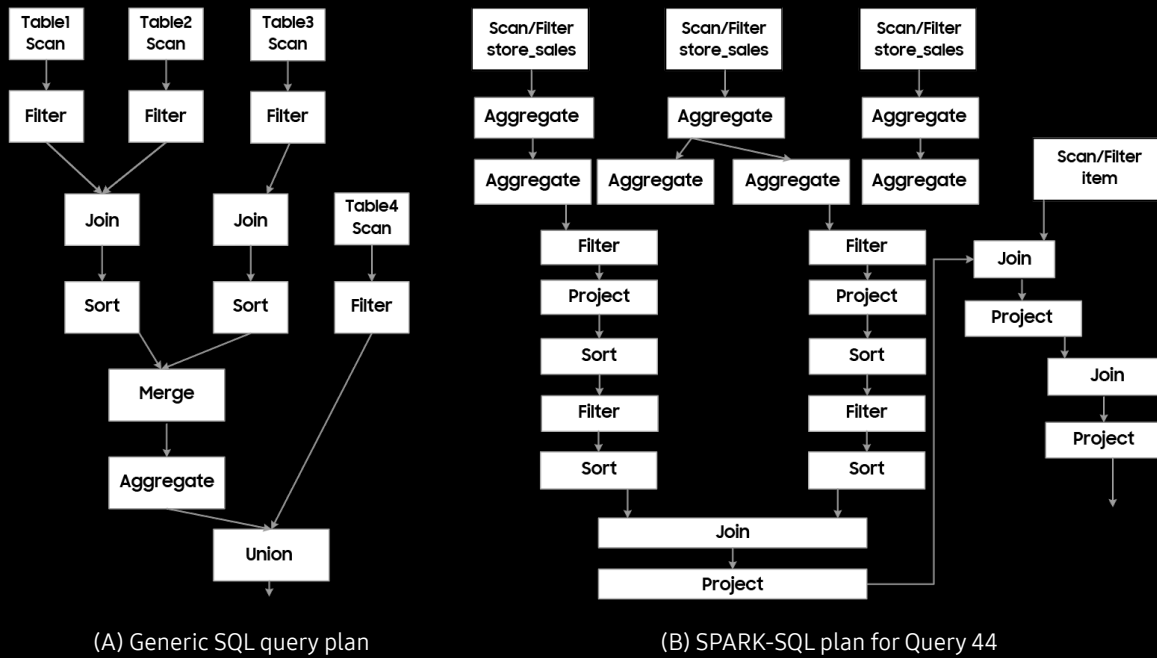 Table1
Scan
Table2
Scan
Table3
Scan
Filter
Filter
Filter
Join
Join
Table4
Scan
Sort
Sort
Filter
Merge
Aggregate
Union
(A) Generic SQL query plan
Scan/Filter
store_sales
Scan/Filter
store_sales
Scan/Filter
store_sales
Aggregate
Aggregate
Aggregate
Aggregate
Aggregate
Aggregate
Aggregate
Scan/Filter
item
Filter
Filter
Project
Project
Sort
Sort
Filter
Filter
Sort
Sort
Join
Project
Join
Project
Join
Project
(B) SPARK-SQL plan for Query 44